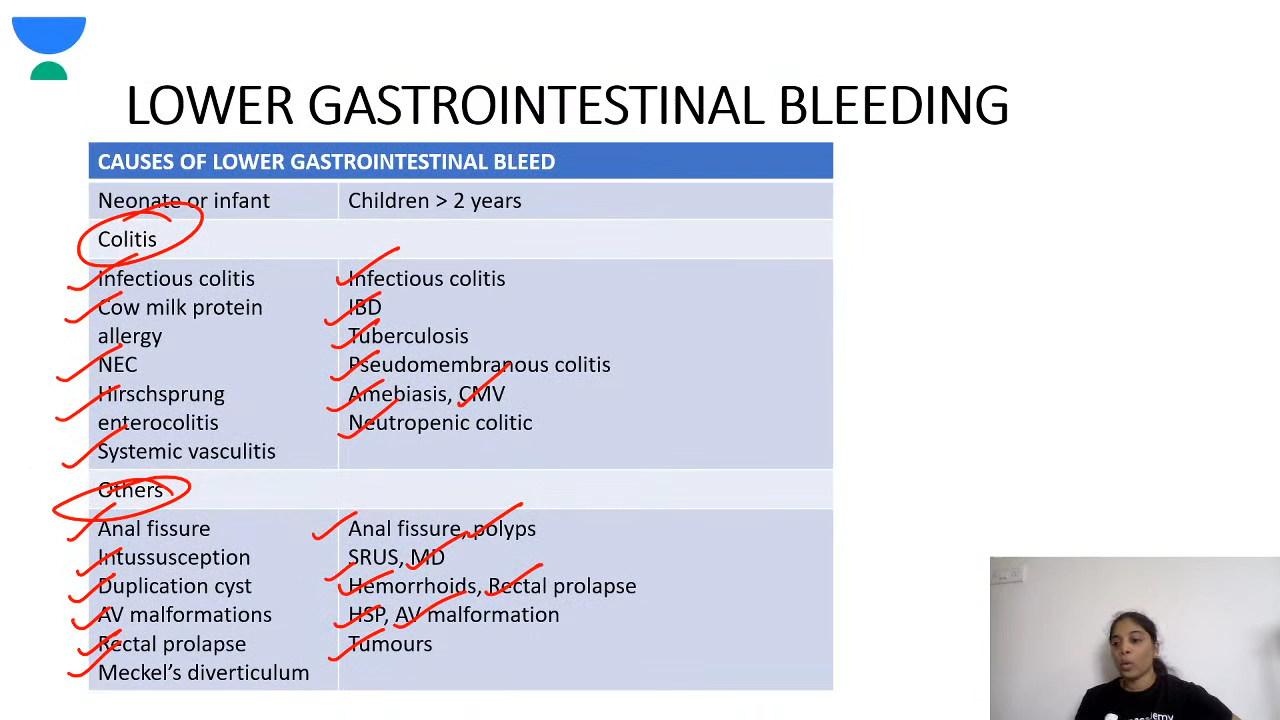 LOWER GASTROINTESTINAL BLEEDING
CAUSES OF LOWER GASTROINTESTINAL BLEED
Neonate or infant
Children > 2 years
Colitis
Infectious colitis
Cow milk protein
allergy
NEC
Hirschsprung
enterocolitis
Systemic vasculitis
Infectious colitis
IBD
Tuberculosis
Pseudomembranous colitis
Amebiasis, CMV
Neutropenic colitic
Others
Anal fissure
Intussusception
Duplication cyst
AV malformations
Rectal prolapse
Meckel's diverticulum
Anal fissure, polyps
SRUS, MD
Hemorrhoids, Rectal prolapse
HSP, AV malformation
Tumours